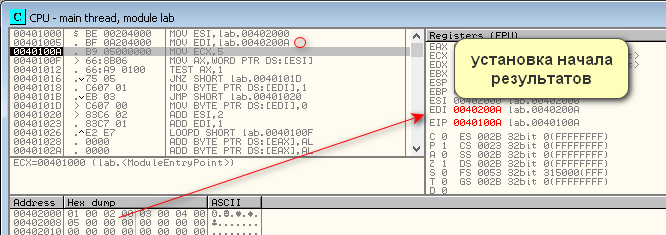 C CPU - main thread, module lab
00401000 $ BE 00204000 MOV ESI,lab.00402000
00401005 . BF 0A204000 MOV EDI,lab.0040200A
0040100A . B9 05000000 MOV ECX,5
0040100F > 66:8B06 MOV AX,WORD PTR DS:[ESI]
00401012 . 66:A9 0100 TEST AX,1
00401016 . 75 05 JNZ SHORT lab.0040101D
00401018 . C607 01 MOV BYTE PTR DS:[EDI],1
0040101B . EB 03 JMP SHORT lab.00401020
0040101D > C607 00 MOV BYTE PTR DS:[EDI],0
00401020 > 83C6 02 ADD ESI,2
00401023 . 83C7 01 ADD EDI,1
00401026 .^E2 E7 LOOPD SHORT lab.0040100F
00401028 . 0000 ADD BYTE PTR DS:[EAX],AL
0040102A . 0000 ADD BYTE PTR DS:[EAX],AL
ECX=00401000 (lab.<ModuleEntryPoint>)
Registers (FPU)
EAX
ECX
EDX
EBX
ESP
EBP
ESI 00402000 lab.00402000
EDI 0040200A lab.0040200A
EIP 0040100A lab.0040100A
C 0 ES 002B 32bit 0(FFFFFFFF)
P 1 CS 0023 32bit 0(FFFFFFFF)
A 0 SS 002B 32bit 0(FFFFFFFF)
Z 1 DS 002B 32bit 0(FFFFFFFF)
S 0 FS 0053 32bit 315000(FFF)
T 0 GS 002B 32bit 0(FFFFFFFF)
D 0
установка начала
результатов
Address Hex dump ASCII
00402000 01 00 02 00 03 00 04 00
00402008 05 00 00 00 00 00 00 00
00402010 00 00 00 00 00 00 00 00